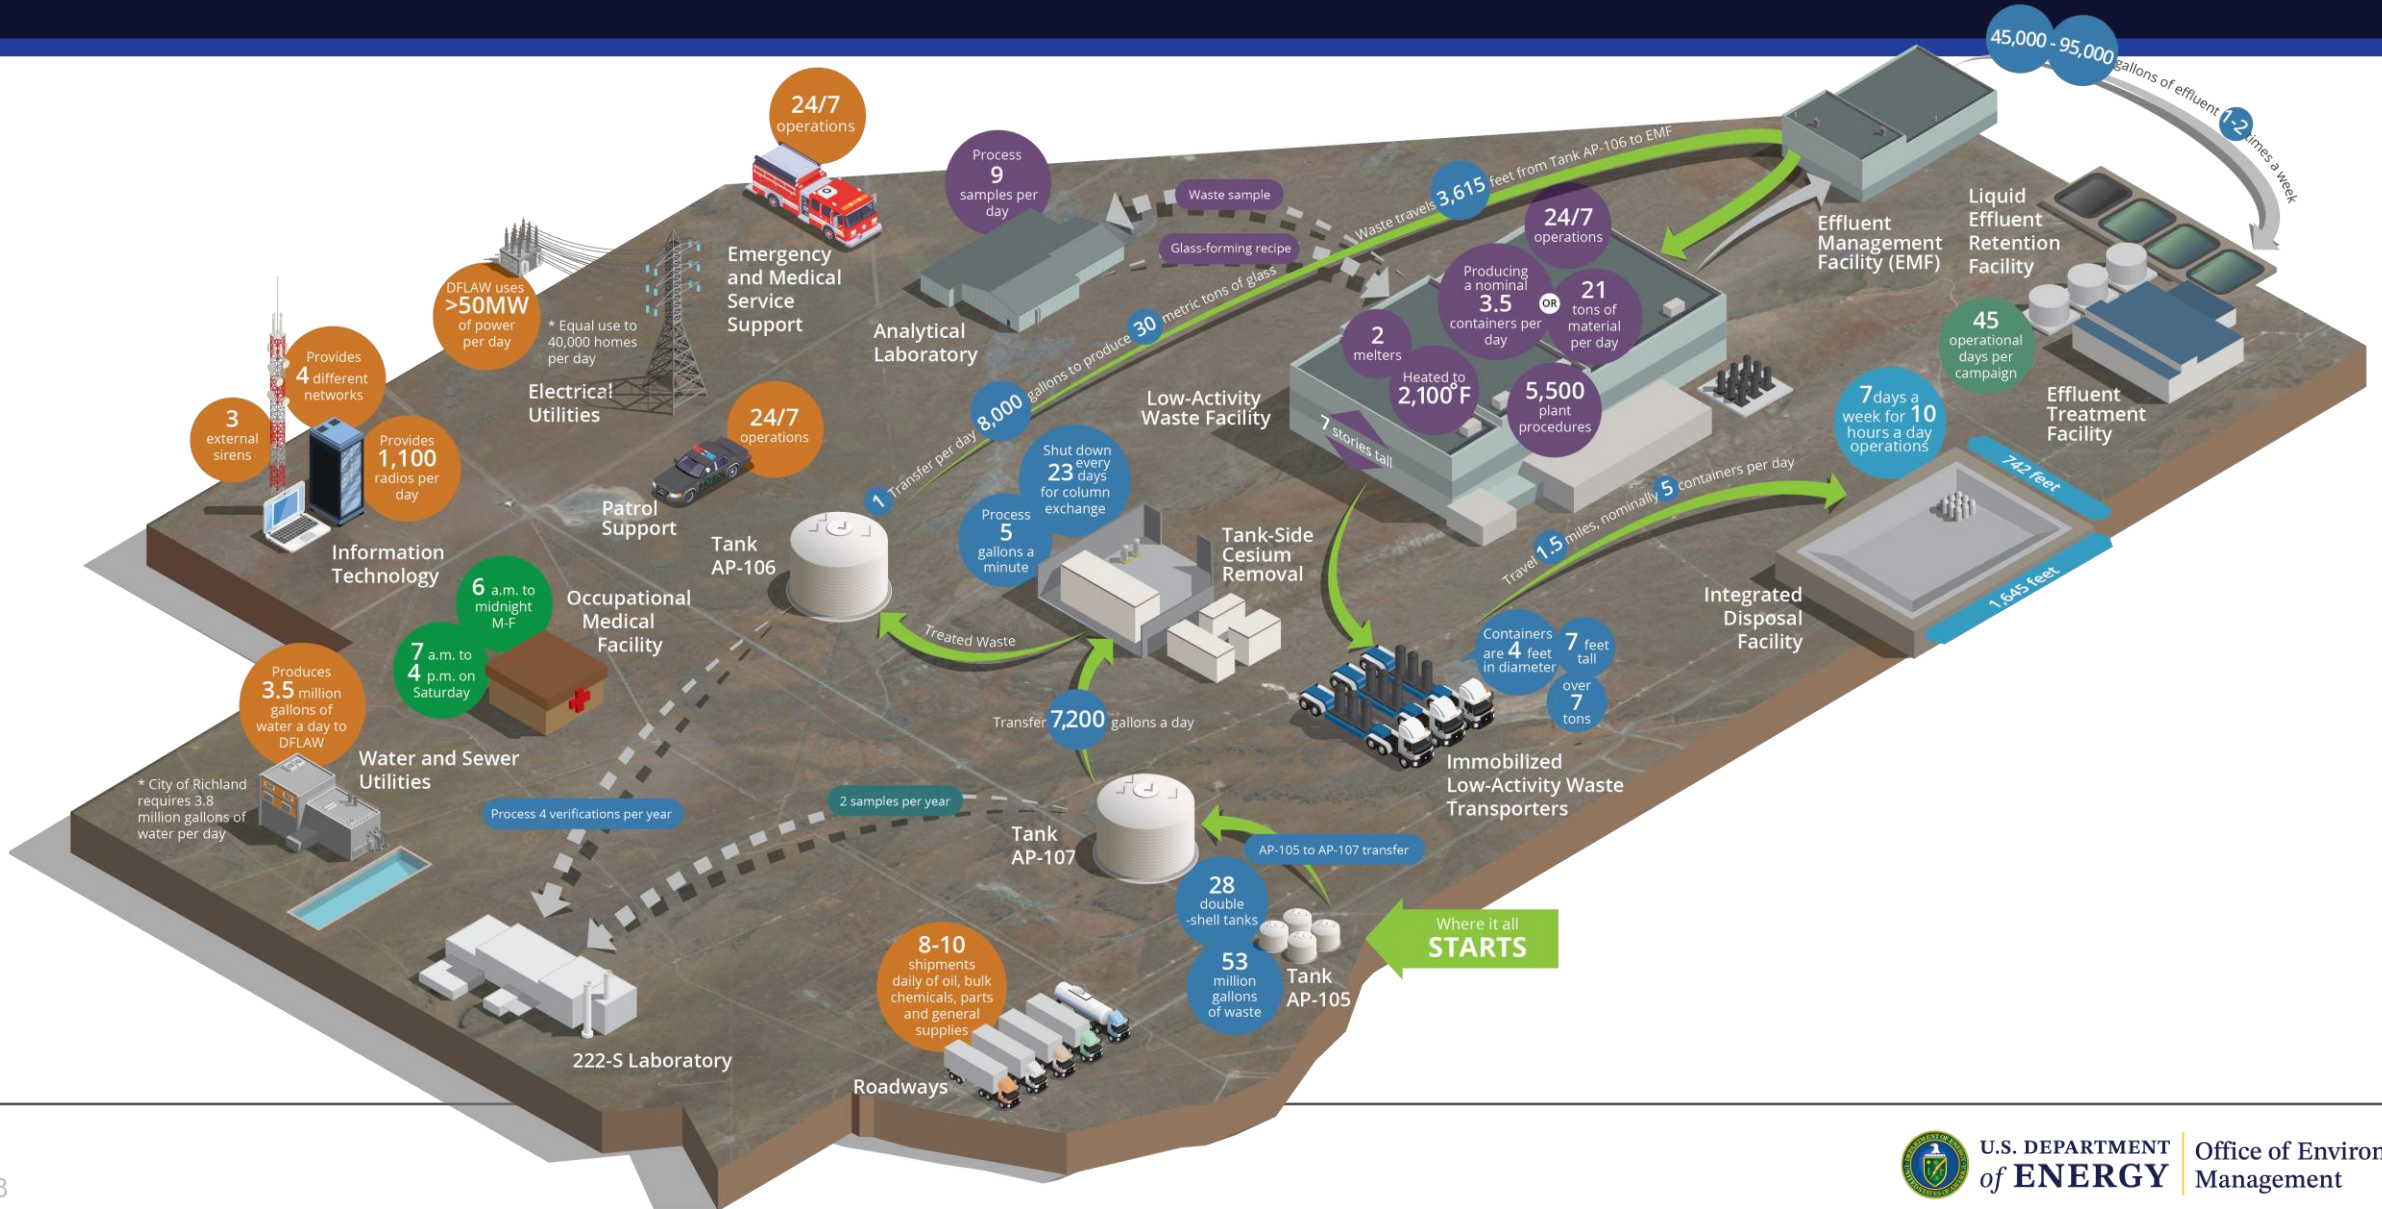 45,000 - 95,000 gallons of effluent 1-2 times a week
24/7
operations
Emergency
and Medical
Service
Support
Process
9
samples per
day
Analytical
Laboratory
Waste sample
Glass-forming recipe
Waste travels 3,615 feet from Tank AP-106 to EMF
1 Transfer per day 8,000 gallons to produce 30 metric tons of glass
Effluent
Management
Facility (EMF)
Liquid
Effluent
Retention
Facility
45
operational
days per
campaign
Effluent
Treatment
Facility
24/7
operations
Producing
a nominal
3.5
containers per
day
OR
21
tons of
material
per day
2
melters
Heated to
2,100°F
5,500
plant
procedures
7 stories tall
Low-Activity
Waste Facility
DFLAW uses
>50MW
of power
per day
* Equal use to
40,000 homes
per day
Electrical
Utilities
Provides
4 different
networks
3
external
sirens
Provides
1,100
radios per
day
Information
Technology
24/7
operations
Patrol
Support
Tank
AP-106
Shut down
23 every
days
for column
exchange
Process
5
gallons a
minute
Tank-Side
Cesium
Removal
Treated Waste
Transfer 7,200 gallons a day
7 days a
week for 10
hours a day
operations
742 feet
1,645 feet
Integrated
Disposal
Facility
Travel 1.5 miles, nominally 5 containers per day
Containers
are 4 feet
in diameter
7 feet
tall
over
7
tons
Immobilized
Low-Activity Waste
Transporters
6 a.m. to
midnight
M-F
7 a.m. to
4 p.m. on
Saturday
Occupational
Medical
Facility
Produces
3.5 million
gallons of
water a day to
DFLAW
* City of Richland
requires 3.8
million gallons of
water per day
Water and Sewer
Utilities
Process 4 verifications per year
2 samples per year
Tank
AP-107
AP-105 to AP-107 transfer
28
double
-shell tanks
53
million
gallons
of waste
Tank
AP-105
Where it all
STARTS
8-10
shipments
daily of oil, bulk
chemicals, parts
and general
supplies
Roadways
222-S Laboratory
U.S. DEPARTMENT
of ENERGY
Office of Environ
Management